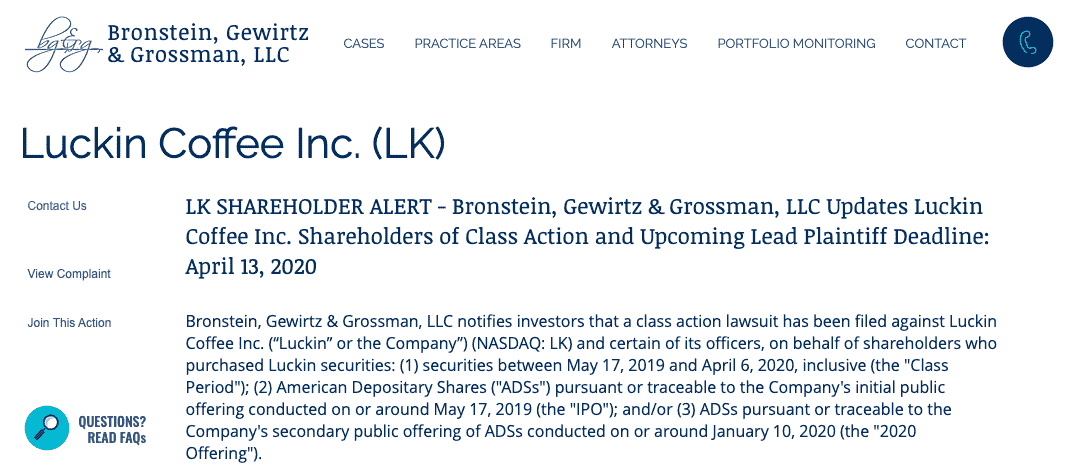 bg&g
Bronstein, Gewirtz
& Grossman, LLC
CASES PRACTICE AREAS FIRM ATTORNEYS PORTFOLIO MONITORING CONTACT
Luckin Coffee Inc. (LK)
Contact Us
View Complaint
Join This Action
QUESTIONS?
READ FAQs
LK SHAREHOLDER ALERT - Bronstein, Gewirtz & Grossman, LLC Updates Luckin
Coffee Inc. Shareholders of Class Action and Upcoming Lead Plaintiff Deadline:
April 13, 2020
Bronstein, Gewirtz & Grossman, LLC notifies investors that a class action lawsuit has been filed against Luckin
Coffee Inc. (“Luckin” or the Company”) (NASDAQ: LK) and certain of its officers, on behalf of shareholders who
purchased Luckin securities: (1) securities between May 17, 2019 and April 6, 2020, inclusive (the "Class
Period"); (2) American Depositary Shares ("ADSs") pursuant or traceable to the Company's initial public
offering conducted on or around May 17, 2019 (the "IPO"); and/or (3) ADSs pursuant or traceable to the
Company's secondary public offering of ADSs conducted on or around January 10, 2020 (the "2020
Offering").